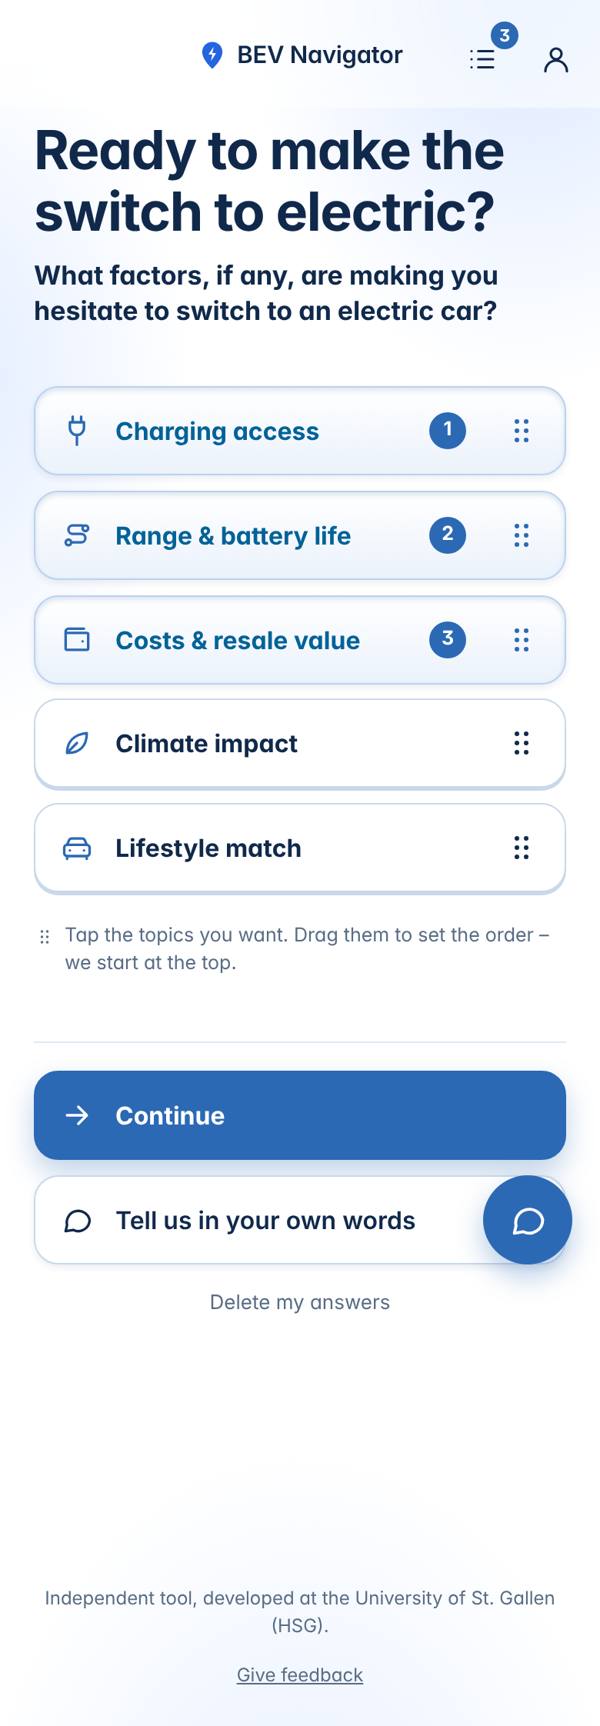 3
BEV Navigator
Ready to make the
switch to electric?
What factors, if any, are making you
hesitate to switch to an electric car?
Charging access 1
Range & battery life 2
Costs & resale value 3
Climate impact
Lifestyle match
Tap the topics you want. Drag them to set the order –
we start at the top.
Continue
Tell us in your own words
Delete my answers
Independent tool, developed at the University of St. Gallen
(HSG).
Give feedback